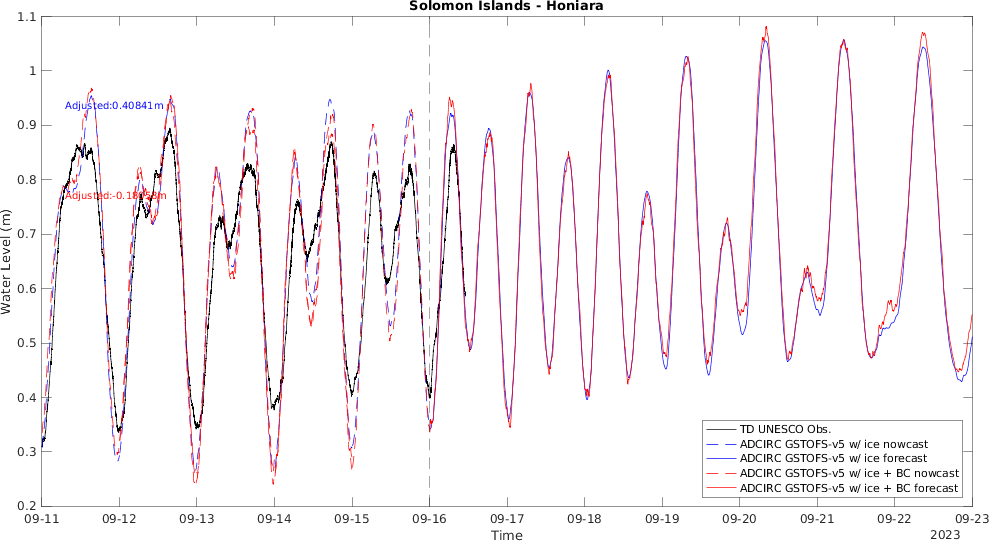 Solomon Islands - Honiara
Water Level (m)
1.1
1
0.9
0.8
0.7
0.6
0.5
0.4
0.3
0.2
Adjusted:0.40841m
TD UNESCO Obs.
ADCIRC GSTOFS-v5 w/ ice nowcast
ADCIRC GSTOFS-v5 w/ ice forecast
ADCIRC GSTOFS-v5 w/ ice + BC nowcast
ADCIRC GSTOFS-v5 w/ ice + BC forecast
09-11 09-12 09-13 09-14 09-15 09-16 09-17 09-18 09-19 09-20 09-21 09-22 09-23
Time
2023